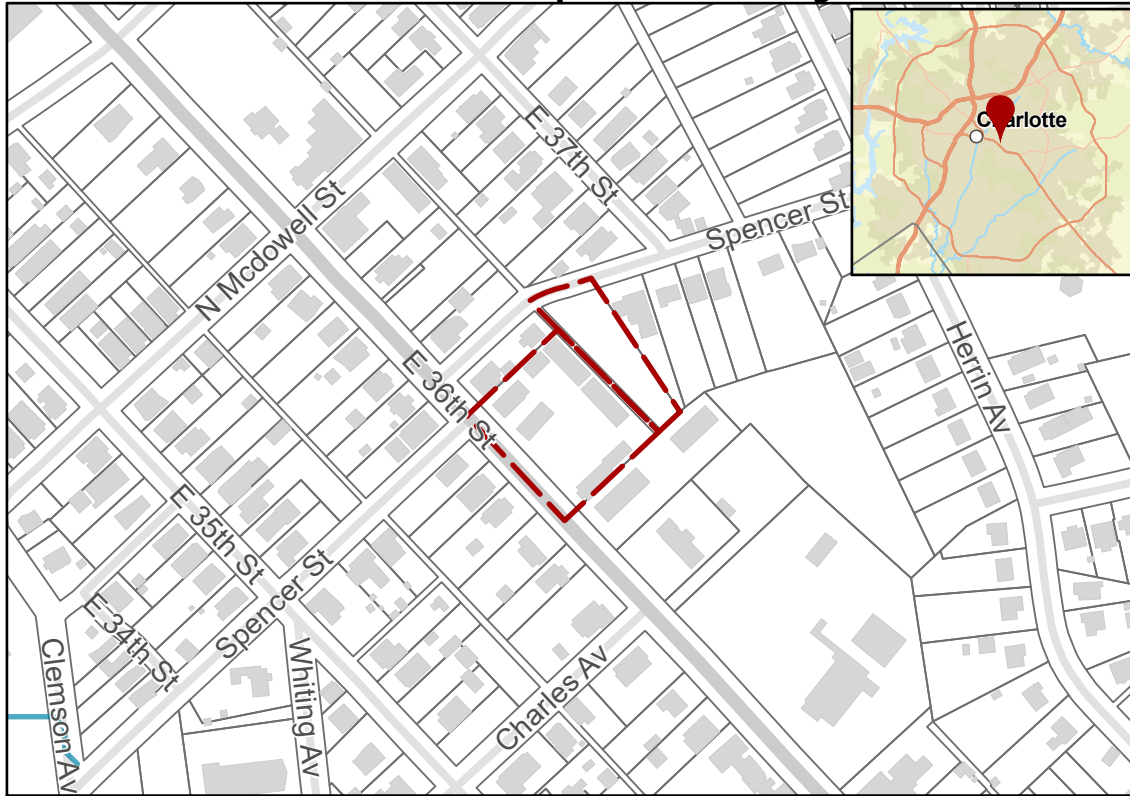 Charlotte
E 37th St
Spencer St
N Mcdowell St
E 36th St
Herrin Av
E 35th St
Spencer St
E 34th St
Clemson Av
Whiting Av
Charles Av